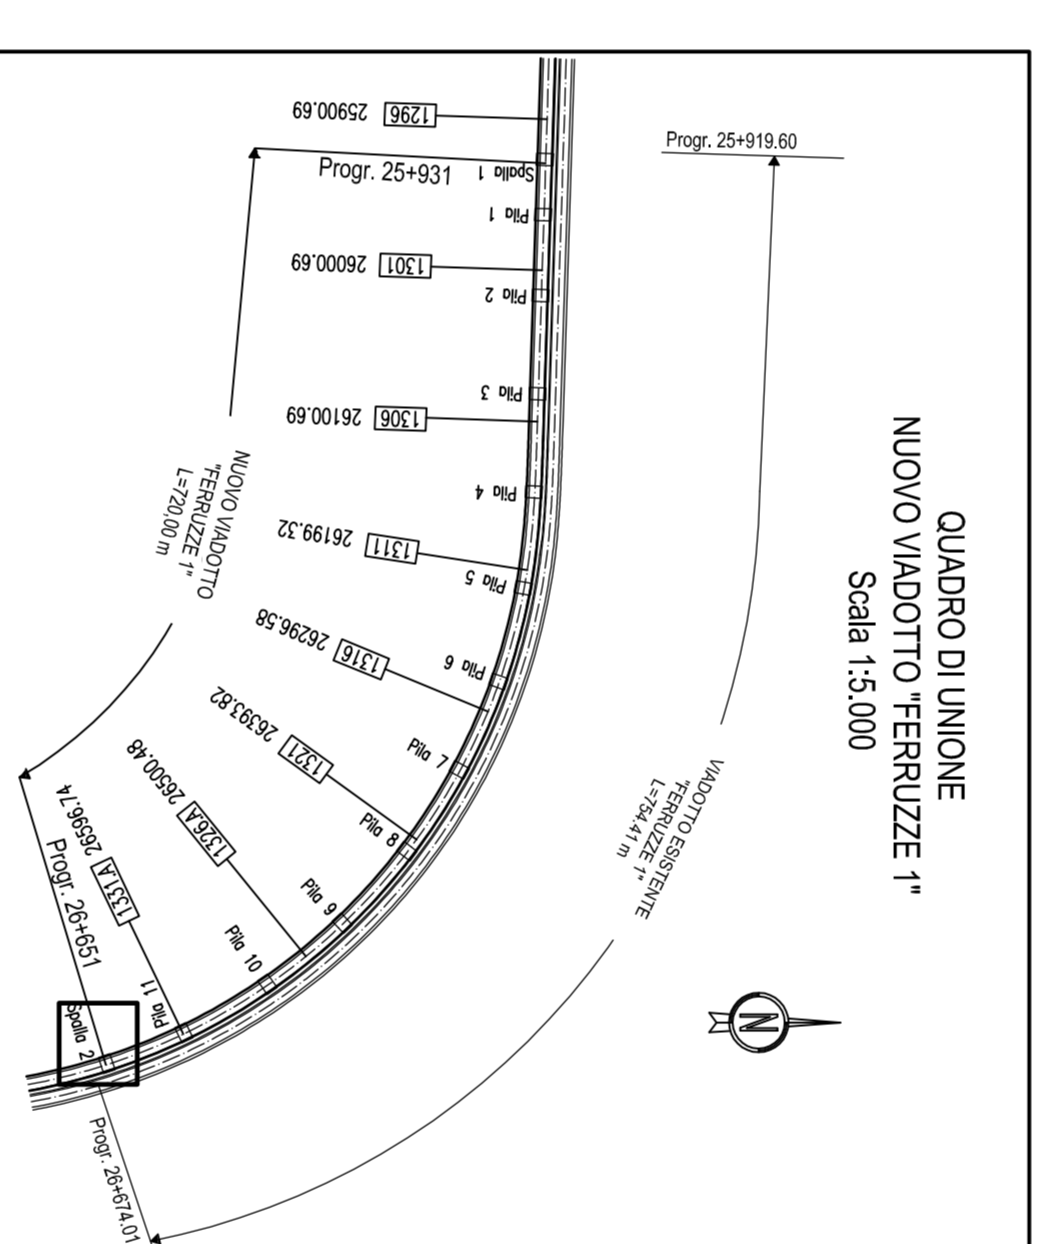 QUADRO DI UNIONE
NUOVO VIADOTTO "FERRUZZE 1"
Scala 1:5.000
Progr. 25+919.60
1296 25900.69
Progr. 25+931
Spalla 1
Pila 1
1301 26000.69
Pila 2
Pila 3
1306 26100.69
Pila 4
1311 26199.32
Pila 5
1316 26296.58
Pila 6
1321 26393.82
Pila 7
Pila 8
1326.A 26500.48
Pila 9
Pila 10
1331.A 26596.74
Pila 11
Spalla 2
Progr. 26+651
NUOVO VIADOTTO
"FERRUZZE 1"
L=720,00 m
VIADOTTO ESISTENTE
"FERRUZZE 1"
L=754.41 m
N
Progr. 26+674.01